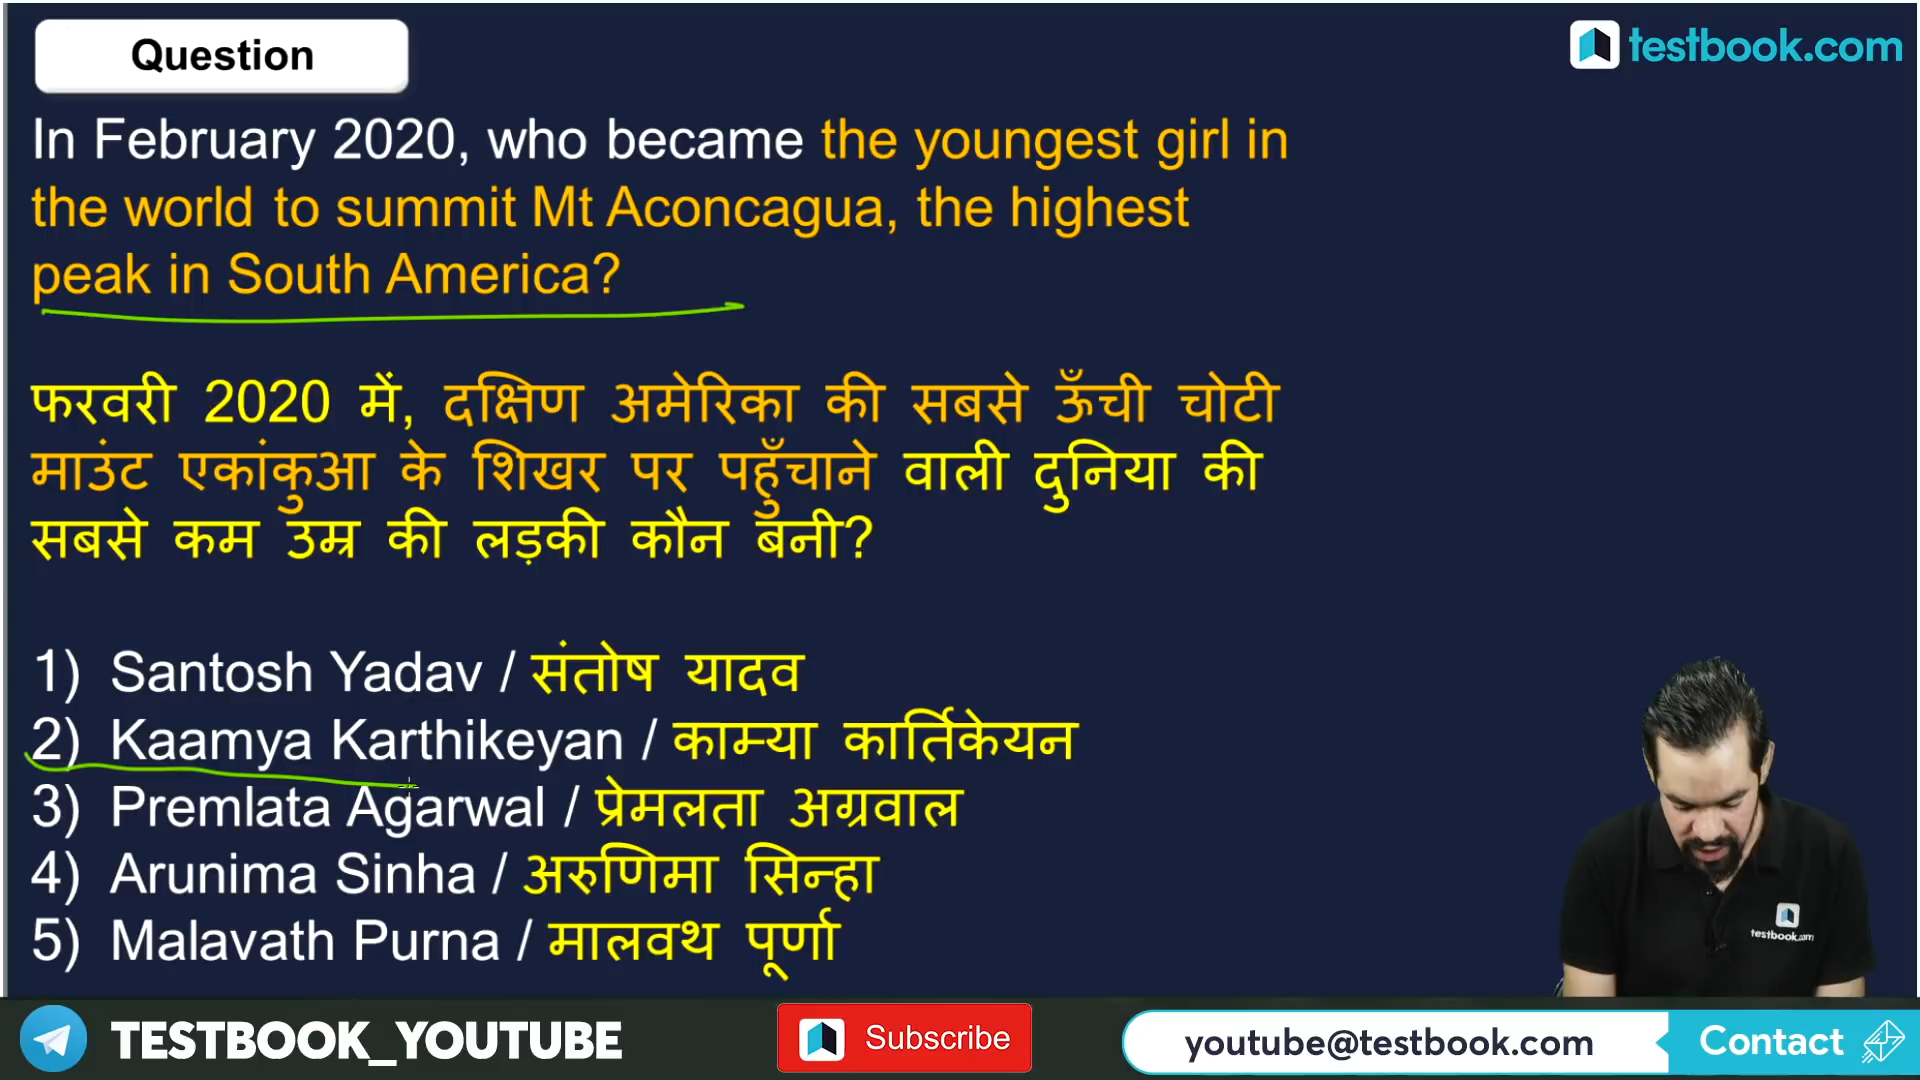 Question
testbook.com
In February 2020, who became the youngest girl in
the world to summit Mt Aconcagua, the highest
peak in South America?
फरवरी 2020 में, दक्षिण अमेरिका की सबसे ऊँची चोटी
माउंट एकांकुआ के शिखर पर पहुँचाने वाली दुनिया की
सबसे कम उम्र की लड़की कौन बनी?
1) Santosh Yadav / संतोष यादव
2) Kaamya Karthikeyan / काम्या कार्तिकेयन
3) Premlata Agarwal / प्रेमलता अग्रवाल
4) Arunima Sinha / अरुणिमा सिन्हा
5) Malavath Purna / मालवथ पूर्णा
testbook.com
TESTBOOK_YOUTUBE
Subscribe
youtube@testbook.com
Contact